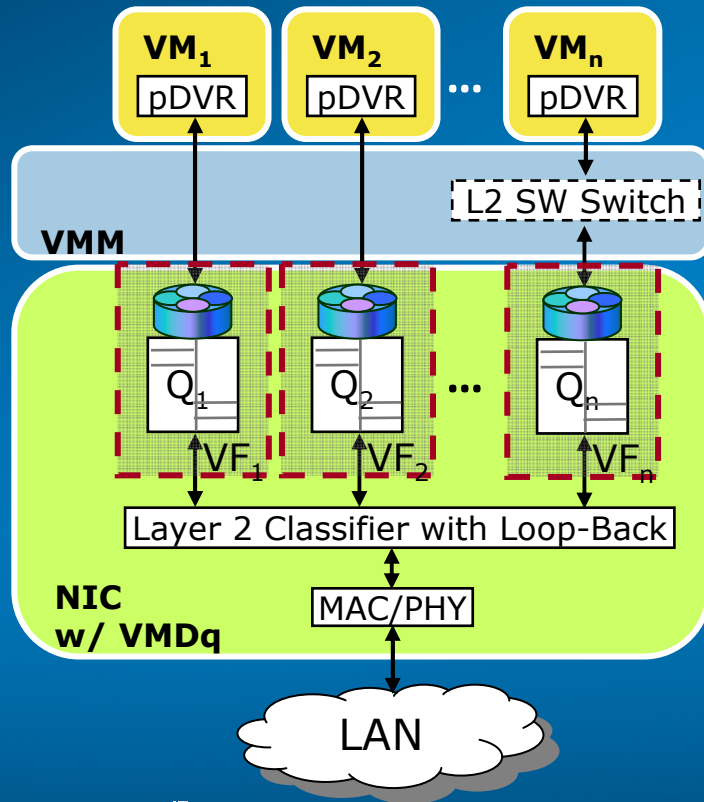 VM₁
VM₂
VMₙ
pDVR
pDVR
...
pDVR
L2 SW Switch
VMM
Q₁
Q₂
...
Qₙ
VF₁
VF₂
VFₙ
Layer 2 Classifier with Loop-Back
NIC
w/ VMDq
MAC/PHY
LAN